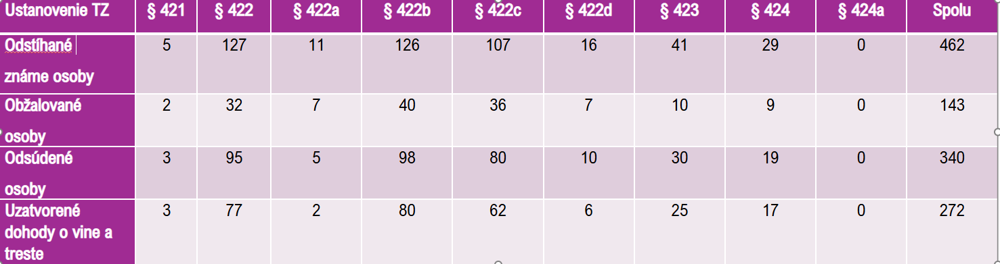 Ustanovenie TZ § 421 § 422 § 422a § 422b § 422c § 422d § 423 § 424 § 424a Spolu
Odstíhané 5 127 11 126 107 16 41 29 0 462
známe osoby
Obžalované 2 32 7 40 36 7 10 9 0 143
osoby
Odsúdené 3 95 5 98 80 10 30 19 0 340
osoby
Uzatvorené 3 77 2 80 62 6 25 17 0 272
dohody o vine a
treste